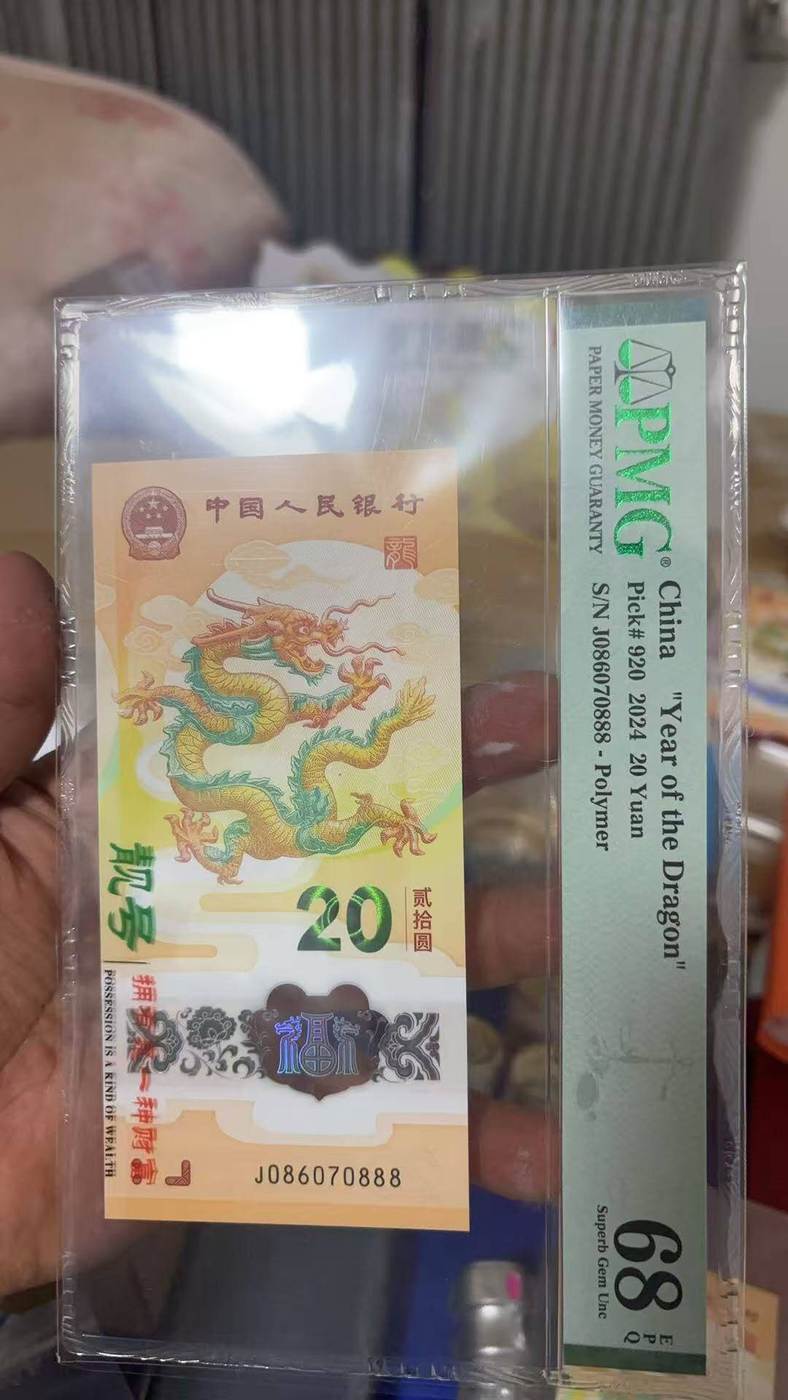 PMG®
PAPER MONEY GUARANTY
China "Year of the Dragon"
Pick# 920 2024 20 Yuan
S/N J086070888 - Polymer
68
EPQ
Superb Gem Unc
中国人民银行
龍
20
贰拾圆
福
J086070888
靓号
拥有是一种财富
POSSESSION IS A KIND OF WEALTH